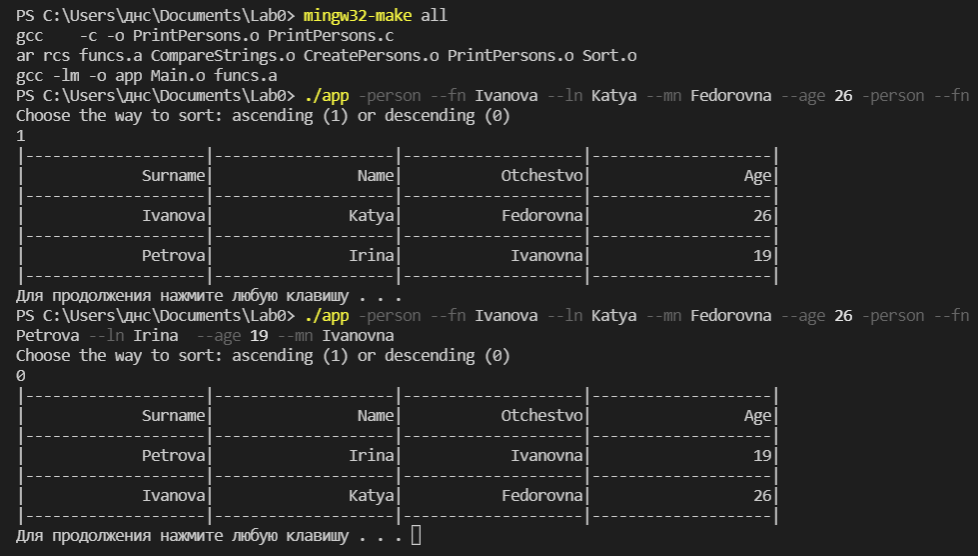 PS C:\Users\днс\Documents\Lab0> mingw32-make all
gcc    -c -o PrintPersons.o PrintPersons.c
ar rcs funcs.a CompareStrings.o CreatePersons.o PrintPersons.o Sort.o
gcc -lm -o app Main.o funcs.a
PS C:\Users\днс\Documents\Lab0> ./app -person --fn Ivanova --ln Katya --mn Fedorovna --age 26 -person --fn
Choose the way to sort: ascending (1) or descending (0)
1
|--------------------|--------------------|--------------------|--------------------|
|             Surname|                Name|           Otchestvo|                 Age|
|--------------------|--------------------|--------------------|--------------------|
|             Ivanova|               Katya|           Fedorovna|                  26|
|--------------------|--------------------|--------------------|--------------------|
|             Petrova|               Irina|            Ivanovna|                  19|
|--------------------|--------------------|--------------------|--------------------|
Для продолжения нажмите любую клавишу . . .
PS C:\Users\днс\Documents\Lab0> ./app -person --fn Ivanova --ln Katya --mn Fedorovna --age 26 -person --fn
Petrova --ln Irina  --age 19 --mn Ivanovna
Choose the way to sort: ascending (1) or descending (0)
0
|--------------------|--------------------|--------------------|--------------------|
|             Surname|                Name|           Otchestvo|                 Age|
|--------------------|--------------------|--------------------|--------------------|
|             Petrova|               Irina|            Ivanovna|                  19|
|--------------------|--------------------|--------------------|--------------------|
|             Ivanova|               Katya|           Fedorovna|                  26|
|--------------------|--------------------|--------------------|--------------------|
Для продолжения нажмите любую клавишу . . .